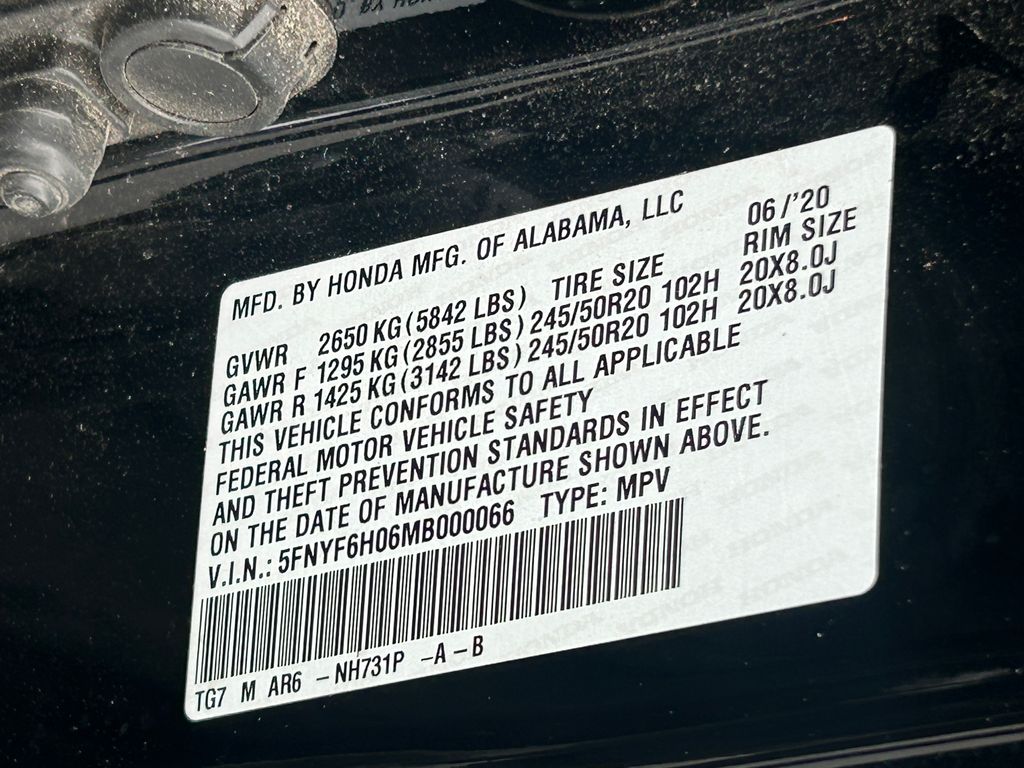 MFD. BY HONDA MFG. OF ALABAMA, LLC 06/'20
GVWR 2650 KG (5842 LBS) TIRE SIZE RIM SIZE
GAWR F 1295 KG (2855 LBS) 245/50R20 102H 20X8.0J
GAWR R 1425 KG (3142 LBS) 245/50R20 102H 20X8.0J
THIS VEHICLE CONFORMS TO ALL APPLICABLE
FEDERAL MOTOR VEHICLE SAFETY
AND THEFT PREVENTION STANDARDS IN EFFECT
ON THE DATE OF MANUFACTURE SHOWN ABOVE.
V.I.N.: 5FNYF6H06MB000066 TYPE: MPV
TG7 M AR6 -NH731P -A-B